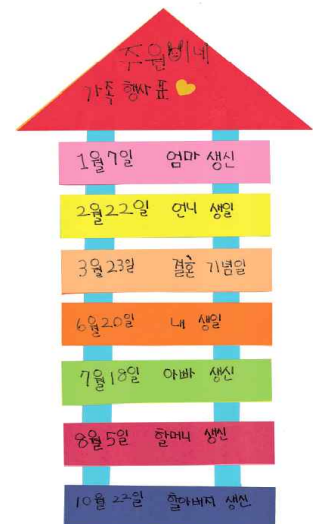 주원비네
가족 행사 표
1월 7일 엄마 생신
2월 22일 언니 생일
3월 23일 결혼 기념일
6월 20일 내 생일
7월 18일 아빠 생신
8월 5일 할머니 생신
10월 22일 할아버지 생신